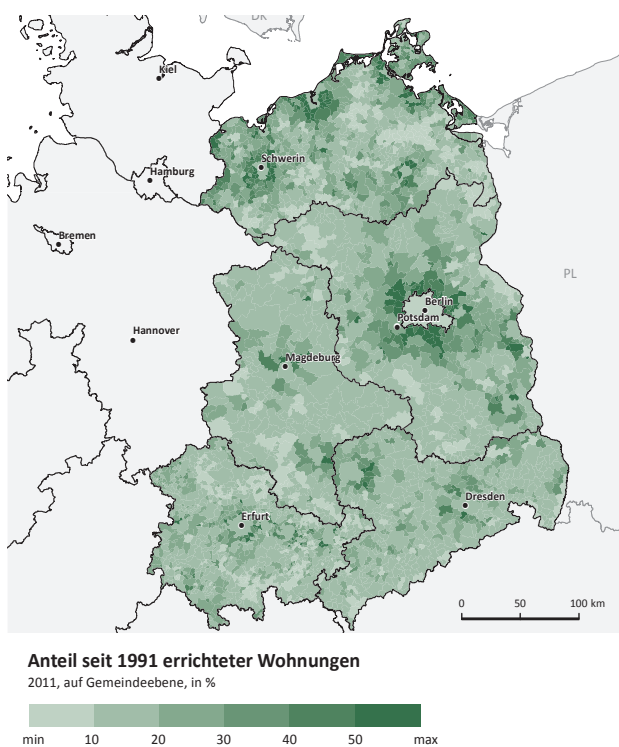 DK
Kiel
Schwerin
Hamburg
Bremen
PL
Berlin
Potsdam
Hannover
Magdeburg
Dresden
Erfurt
0 50 100 km
Anteil seit 1991 errichteter Wohnungen
2011, auf Gemeindeebene, in %
min 10 20 30 40 50 max